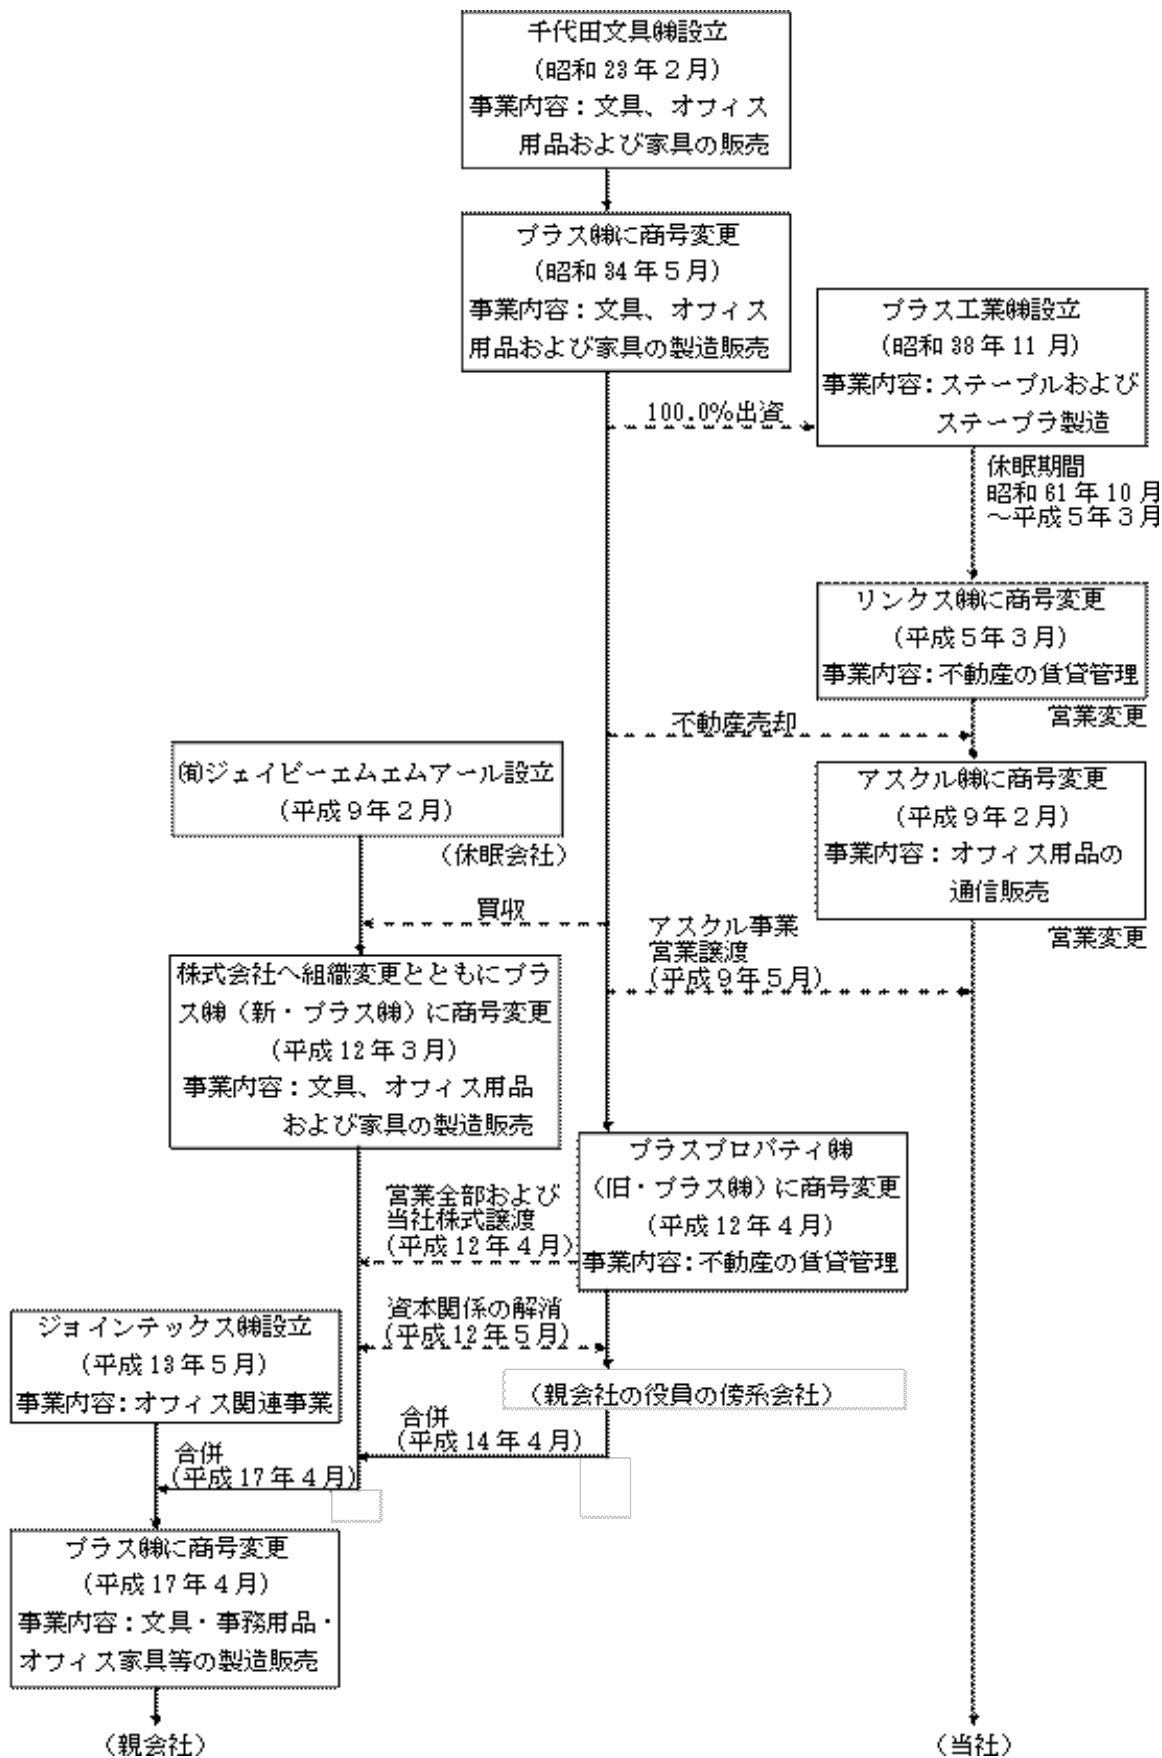 千代田文具㈱設立
(昭和23年2月)
事業内容：文具、オフィス
用品および家具の販売
プラス㈱に商号変更
(昭和34年5月)
事業内容：文具、オフィス
用品および家具の製造販売
プラス工業㈱設立
(昭和38年11月)
事業内容：ステープルおよび
ステープラ製造
100.0%出資
休眠期間
昭和61年10月
～平成5年3月
リンクス㈱に商号変更
(平成5年3月)
事業内容：不動産の賃貸管理
営業変更
不動産売却
㈲ジェイピーエムエムアール設立
(平成9年2月)
(休眠会社)
アスクル㈱に商号変更
(平成9年2月)
事業内容：オフィス用品の
通信販売
営業変更
買収
アスクル事業
営業譲渡
(平成9年5月)
株式会社へ組織変更とともにプラ
ス㈱（新・プラス㈱）に商号変更
(平成12年3月)
事業内容：文具、オフィス用品
および家具の製造販売
プラスプロパティ㈱
（旧・プラス㈱）に商号変更
(平成12年4月)
事業内容：不動産の賃貸管理
営業全部および
当社株式譲渡
(平成12年4月)
資本関係の解消
(平成12年5月)
ジョインテックス㈱設立
(平成13年5月)
事業内容：オフィス関連事業
(親会社の役員の傍系会社)
合併
(平成14年4月)
合併
(平成17年4月)
プラス㈱に商号変更
(平成17年4月)
事業内容：文具・事務用品・
オフィス家具等の製造販売
(親会社)
(当社)